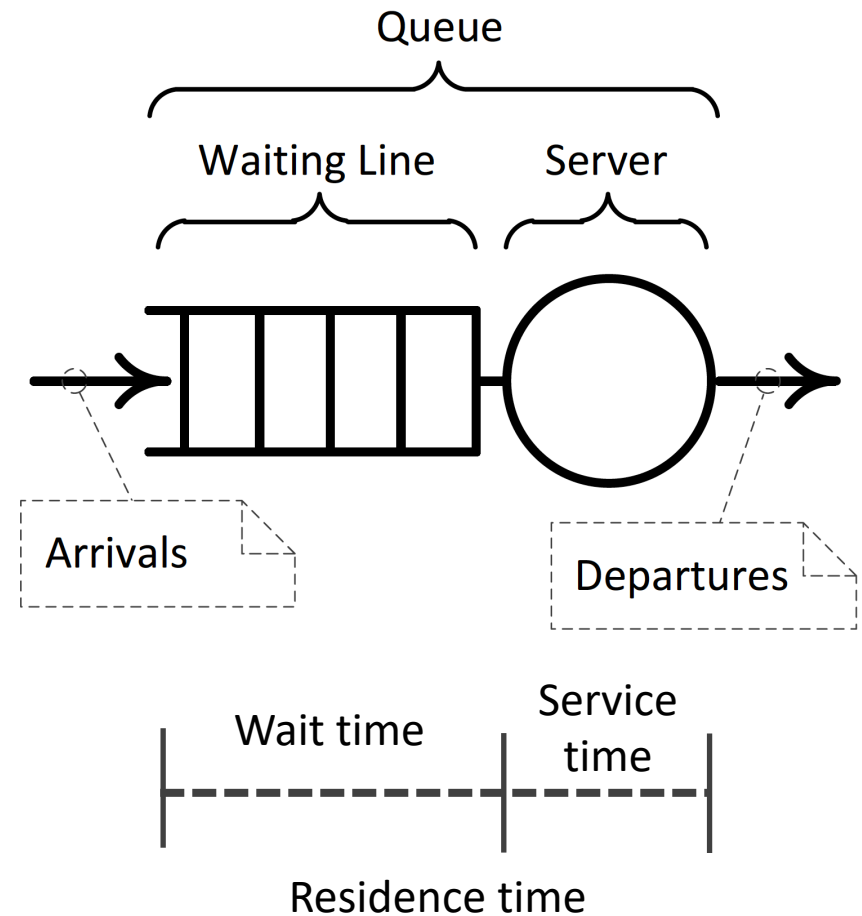 Queue
Waiting Line
Server
Arrivals
Departures
Wait time
Service
time
Residence time